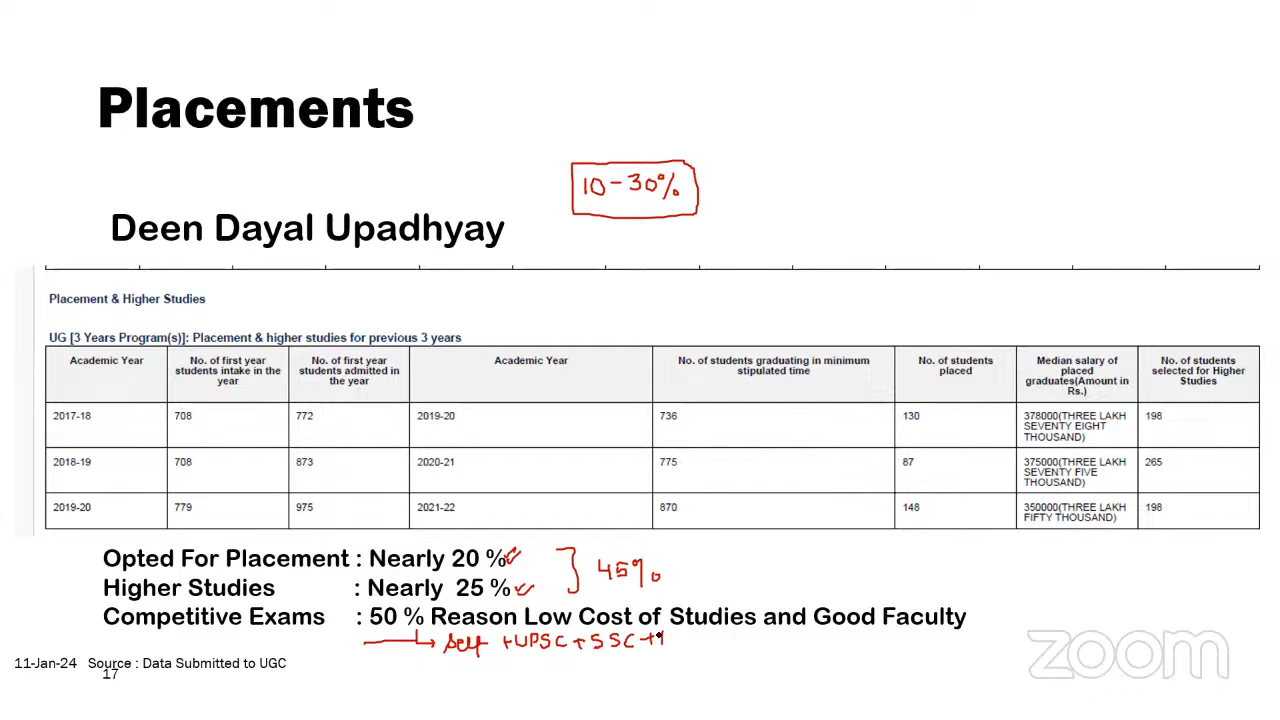 Placements
10-30%
Deen Dayal Upadhyay
Placement & Higher Studies
UG [3 Years Program(s)]: Placement & higher studies for previous 3 years
Academic Year | No. of first year students intake in the year | No. of first year students admitted in the year | Academic Year | No. of students graduating in minimum stipulated time | No. of students placed | Median salary of placed graduates(Amount in Rs.) | No. of students selected for Higher Studies
2017-18 | 708 | 772 | 2019-20 | 736 | 130 | 378000(THREE LAKH SEVENTY EIGHT THOUSAND) | 198
2018-19 | 708 | 873 | 2020-21 | 775 | 87 | 375000(THREE LAKH SEVENTY FIVE THOUSAND) | 265
2019-20 | 779 | 975 | 2021-22 | 870 | 148 | 350000(THREE LAKH FIFTY THOUSAND) | 198
Opted For Placement : Nearly 20 %
45%
Higher Studies : Nearly 25 %
Competitive Exams : 50 % Reason Low Cost of Studies and Good Faculty
Self + UPSC + SSC +
11-Jan-24 Source : Data Submitted to UGC
17
zoom